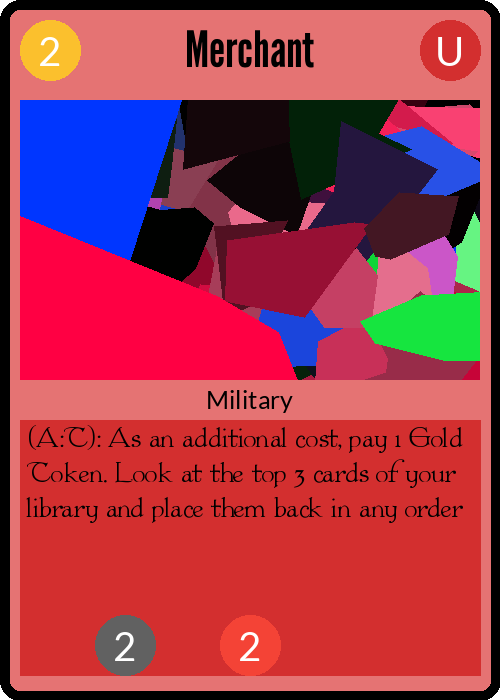 2 Merchant U
Military
(A:T): As an additional cost, pay 1 Gold
Token. Look at the top 3 cards of your
library and place them back in any order
2 2